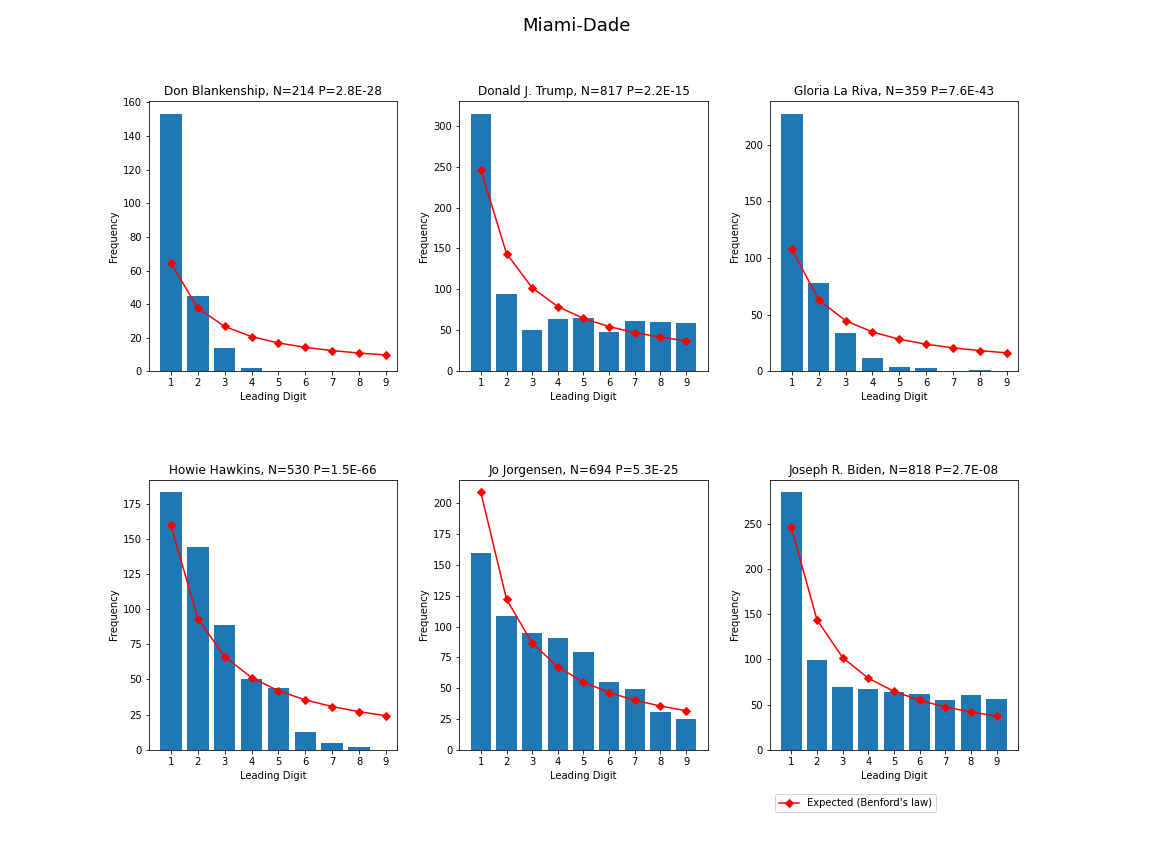 Miami-Dade
Don Blankenship, N=214 P=2.8E-28
160
140
120
100
80
60
40
20
0
Frequency
1 2 3 4 5 6 7 8 9
Leading Digit
Donald J. Trump, N=817 P=2.2E-15
300
250
200
150
100
50
0
Frequency
1 2 3 4 5 6 7 8 9
Leading Digit
Gloria La Riva, N=359 P=7.6E-43
200
150
100
50
0
Frequency
1 2 3 4 5 6 7 8 9
Leading Digit
Howie Hawkins, N=530 P=1.5E-66
175
150
125
100
75
50
25
0
Frequency
1 2 3 4 5 6 7 8 9
Leading Digit
Jo Jorgensen, N=694 P=5.3E-25
200
175
150
125
100
75
50
25
0
Frequency
1 2 3 4 5 6 7 8 9
Leading Digit
Joseph R. Biden, N=818 P=2.7E-08
250
200
150
100
50
0
Frequency
1 2 3 4 5 6 7 8 9
Leading Digit
Expected (Benford's law)